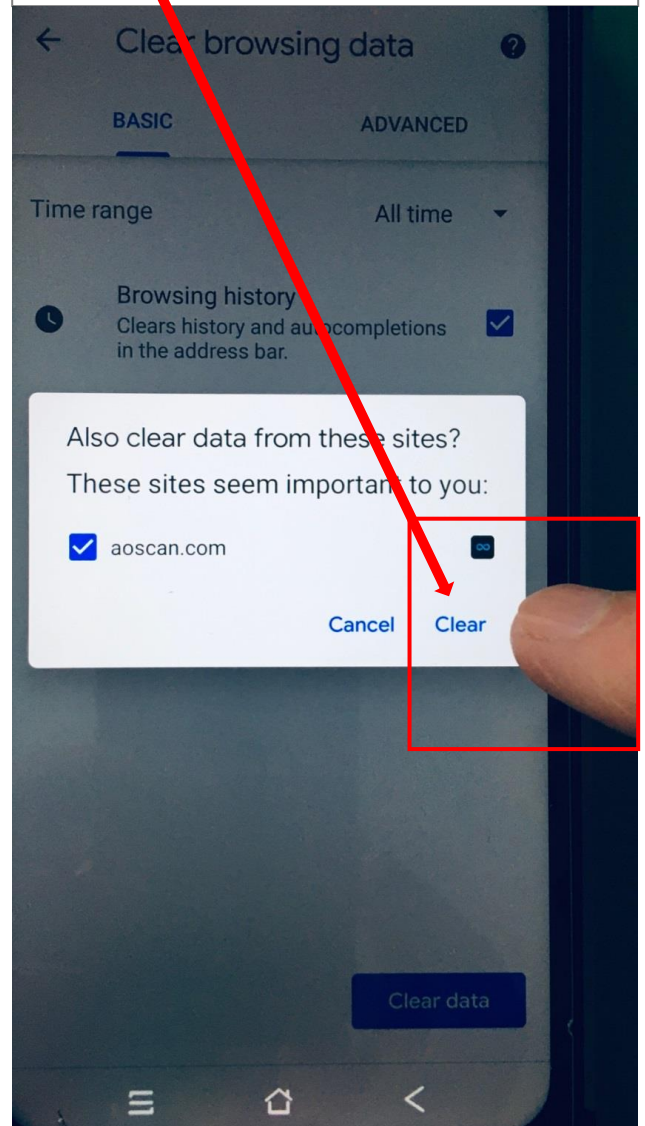 Clear browsing data
BASIC
ADVANCED
Time range
All time
Browsing history
Clears history and autocompletions
in the address bar.
Also clear data from these sites?
These sites seem important to you:
aoscan.com
Cancel
Clear
Clear data